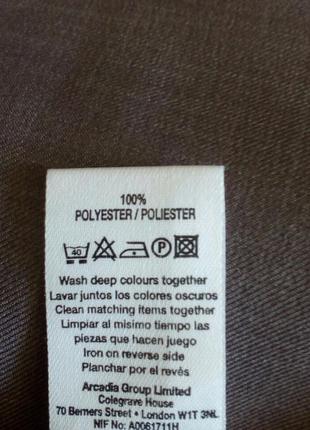 100%
POLYESTER / POLIESTER
40 P
Wash deep colours together
Lavar juntos los colores oscuros
Clean matching items together
Limpiar al misimo tiempo las
piezas que hacen juego
Iron on reverse side
Planchar por el revés
Arcadia Group Limited
Colegrave House
70 Berners Street • London W1T 3NL
NIF No: A0061711H